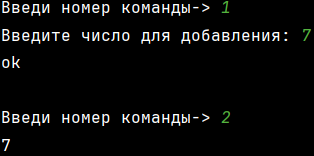 Введи номер команды-> 1
Введите число для добавления: 7
ok
Введи номер команды-> 2
7